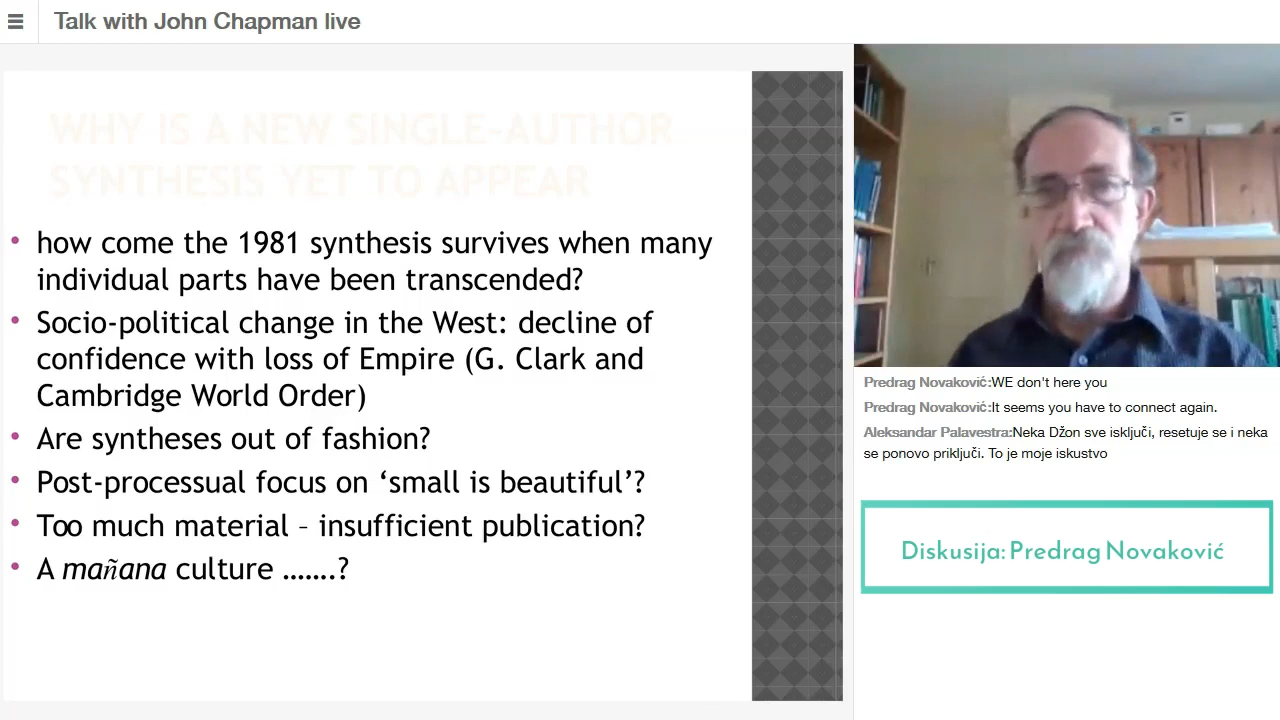 Talk with John Chapman live
WHY IS A NEW SINGLE-AUTHOR
SYNTHESIS YET TO APPEAR
• how come the 1981 synthesis survives when many
individual parts have been transcended?
• Socio-political change in the West: decline of
confidence with loss of Empire (G. Clark and
Cambridge World Order)
• Are syntheses out of fashion?
• Post-processual focus on ‘small is beautiful’?
• Too much material – insufficient publication?
• A mañana culture …….?
Predrag Novaković:WE don't here you
Predrag Novaković:It seems you have to connect again.
Aleksandar Palavestra:Neka Džon sve isključi, resetuje se i neka
se ponovo priključi. To je moje iskustvo
Diskusija: Predrag Novaković